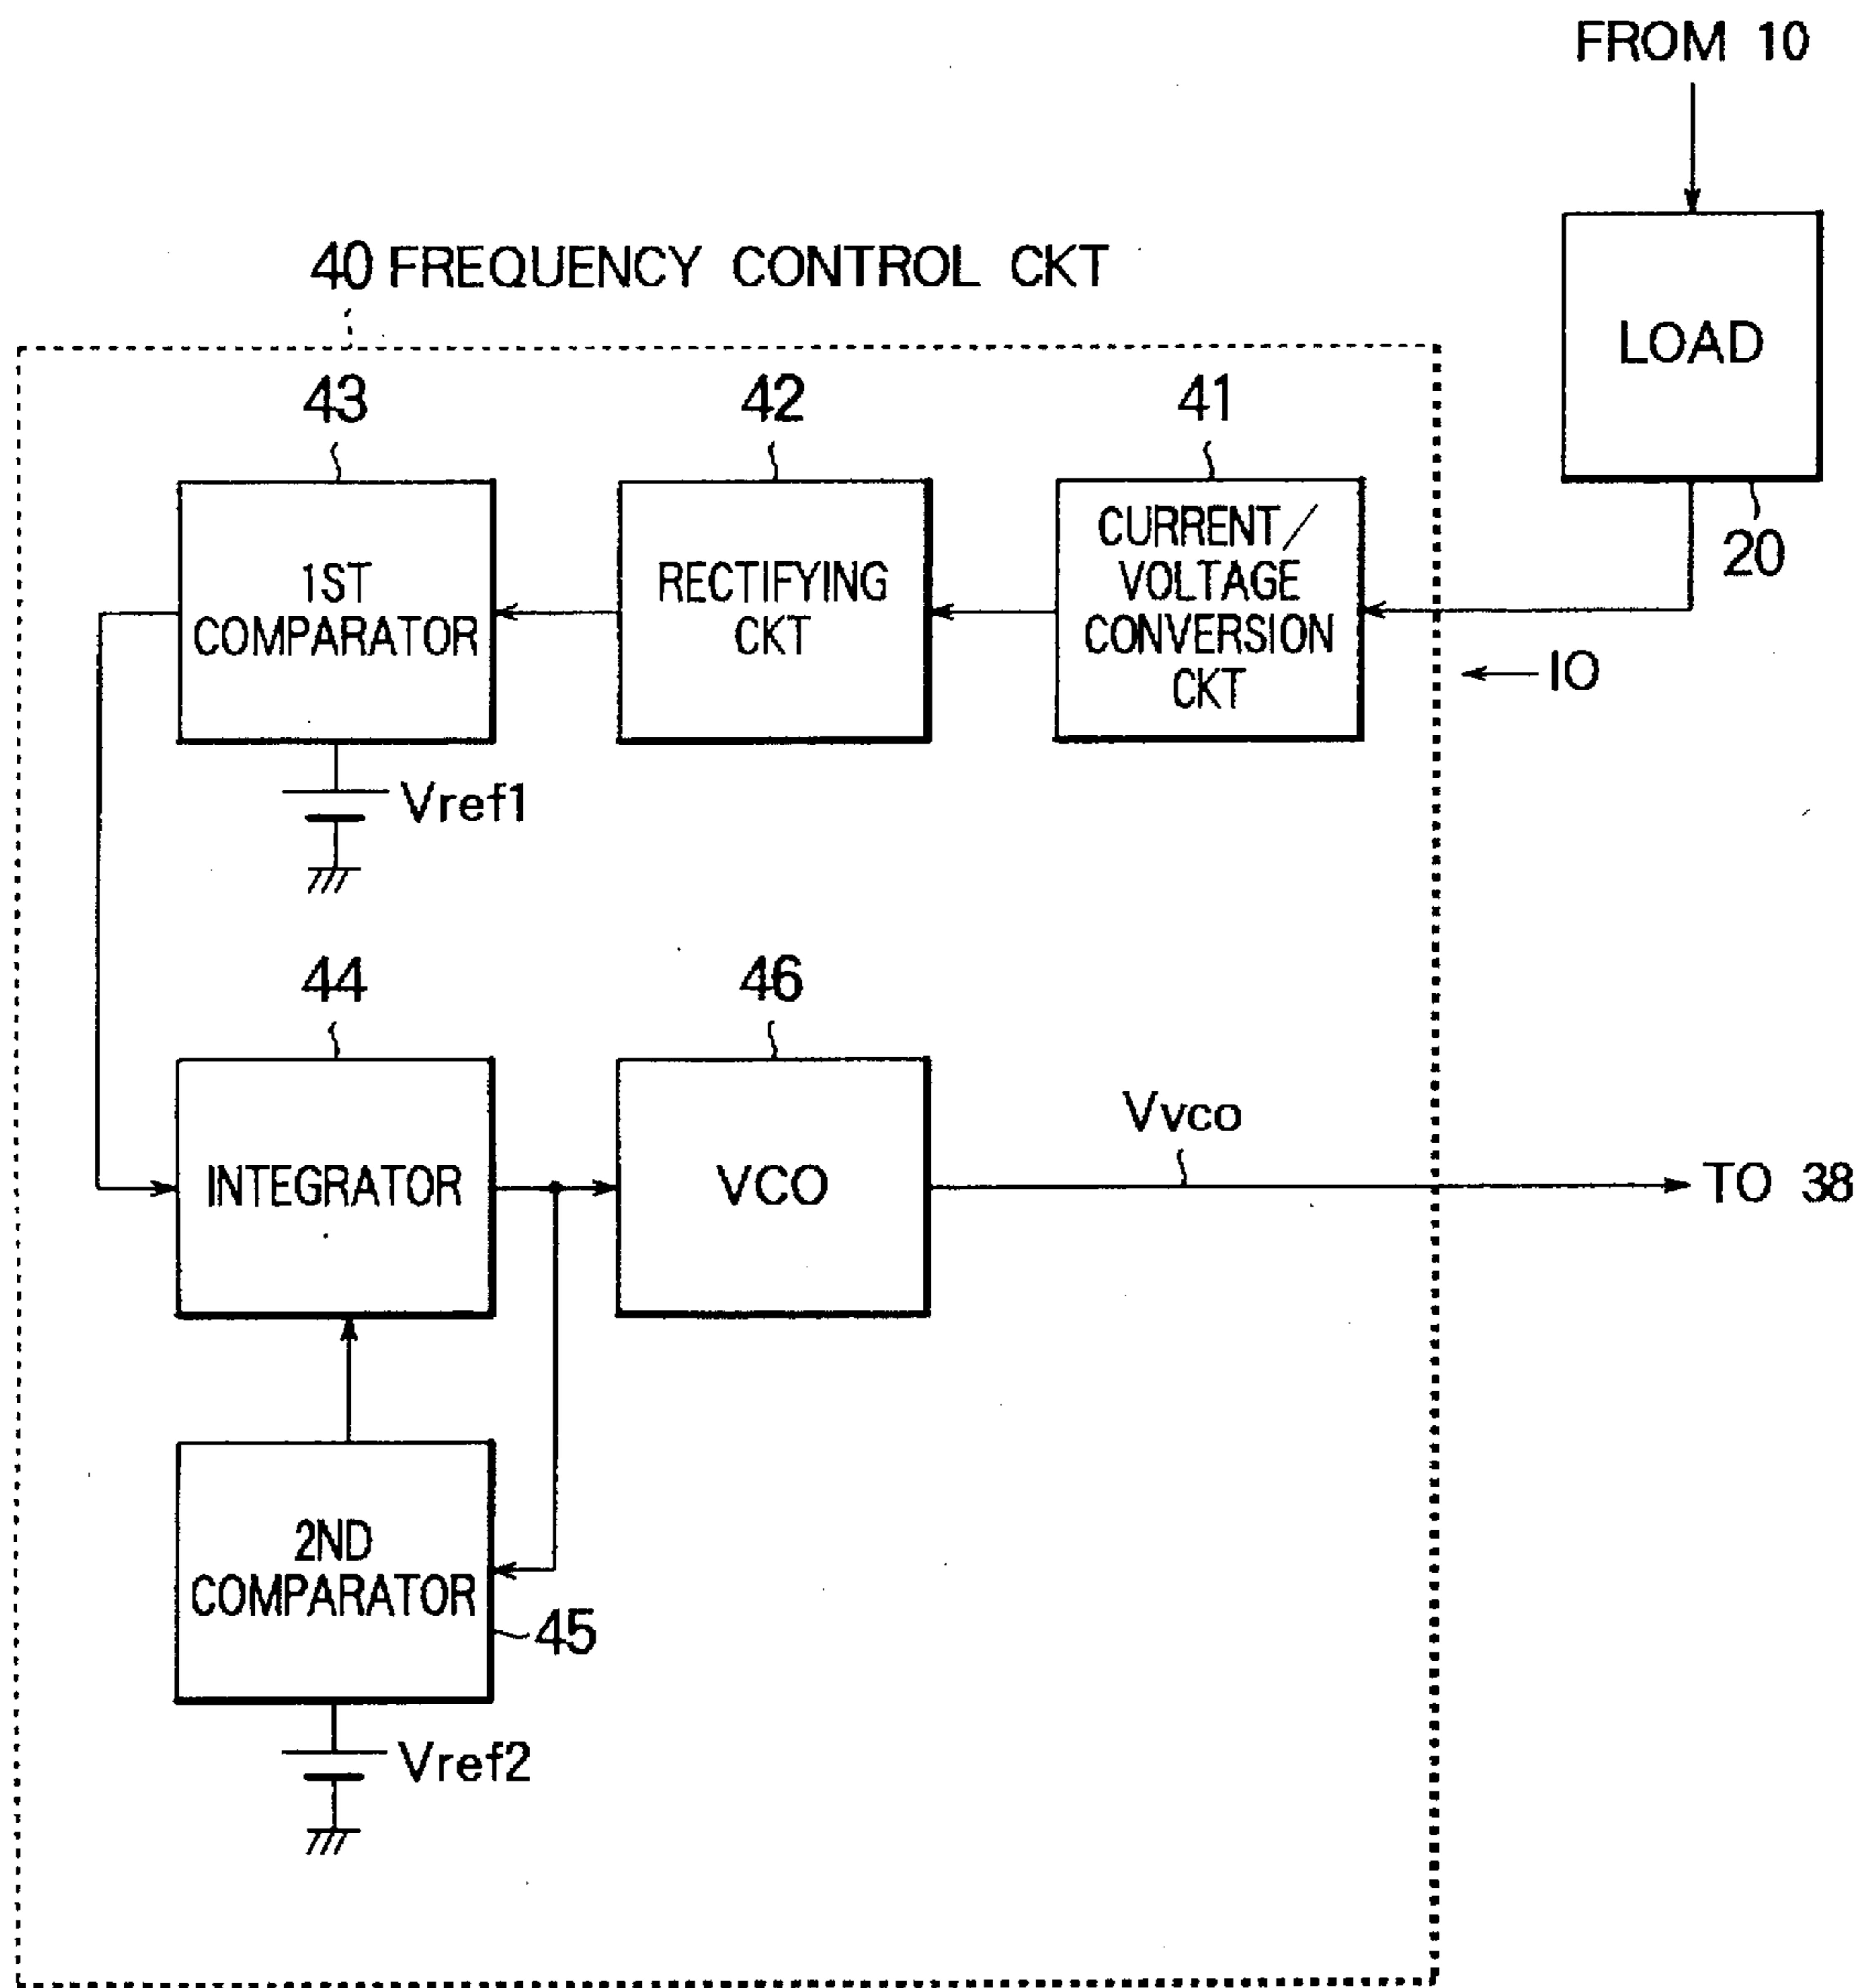 FROM 10
LOAD
20
40 FREQUENCY CONTROL CKT
43
42
41
1ST
COMPARATOR
RECTIFYING
CKT
CURRENT/
VOLTAGE
CONVERSION
CKT
IO
Vref1
44
46
INTEGRATOR
VCO
Vvco
TO 38
2ND
COMPARATOR
45
Vref2